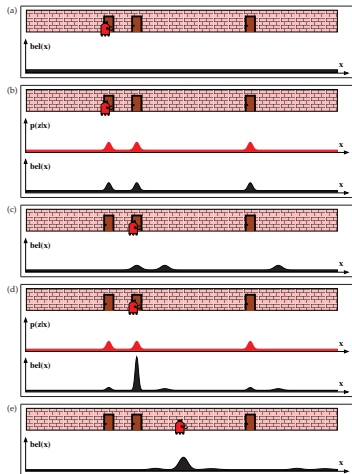 (a)
bel(x)
x
(b)
p(z|x)
x
bel(x)
x
(c)
bel(x)
x
(d)
p(z|x)
x
bel(x)
x
(e)
bel(x)
x